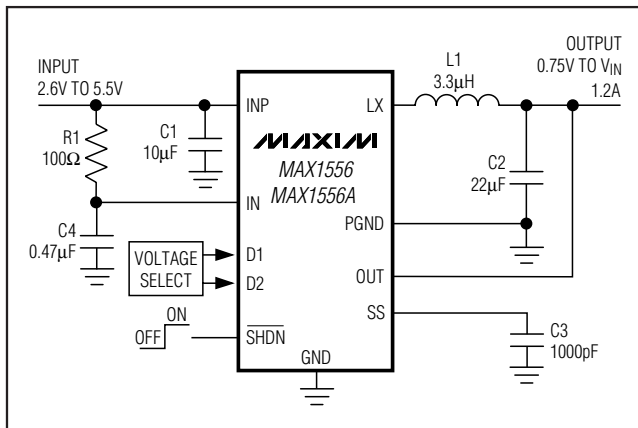 INPUT
2.6V TO 5.5V
R1
100Ω
C1
10µF
C4
0.47µF
VOLTAGE
SELECT
ON
OFF
INP
IN
D1
D2
SHDN
GND
MAXIM
MAX1556
MAX1556A
LX
PGND
OUT
SS
L1
3.3µH
OUTPUT
0.75V TO VIN
1.2A
C2
22µF
C3
1000pF